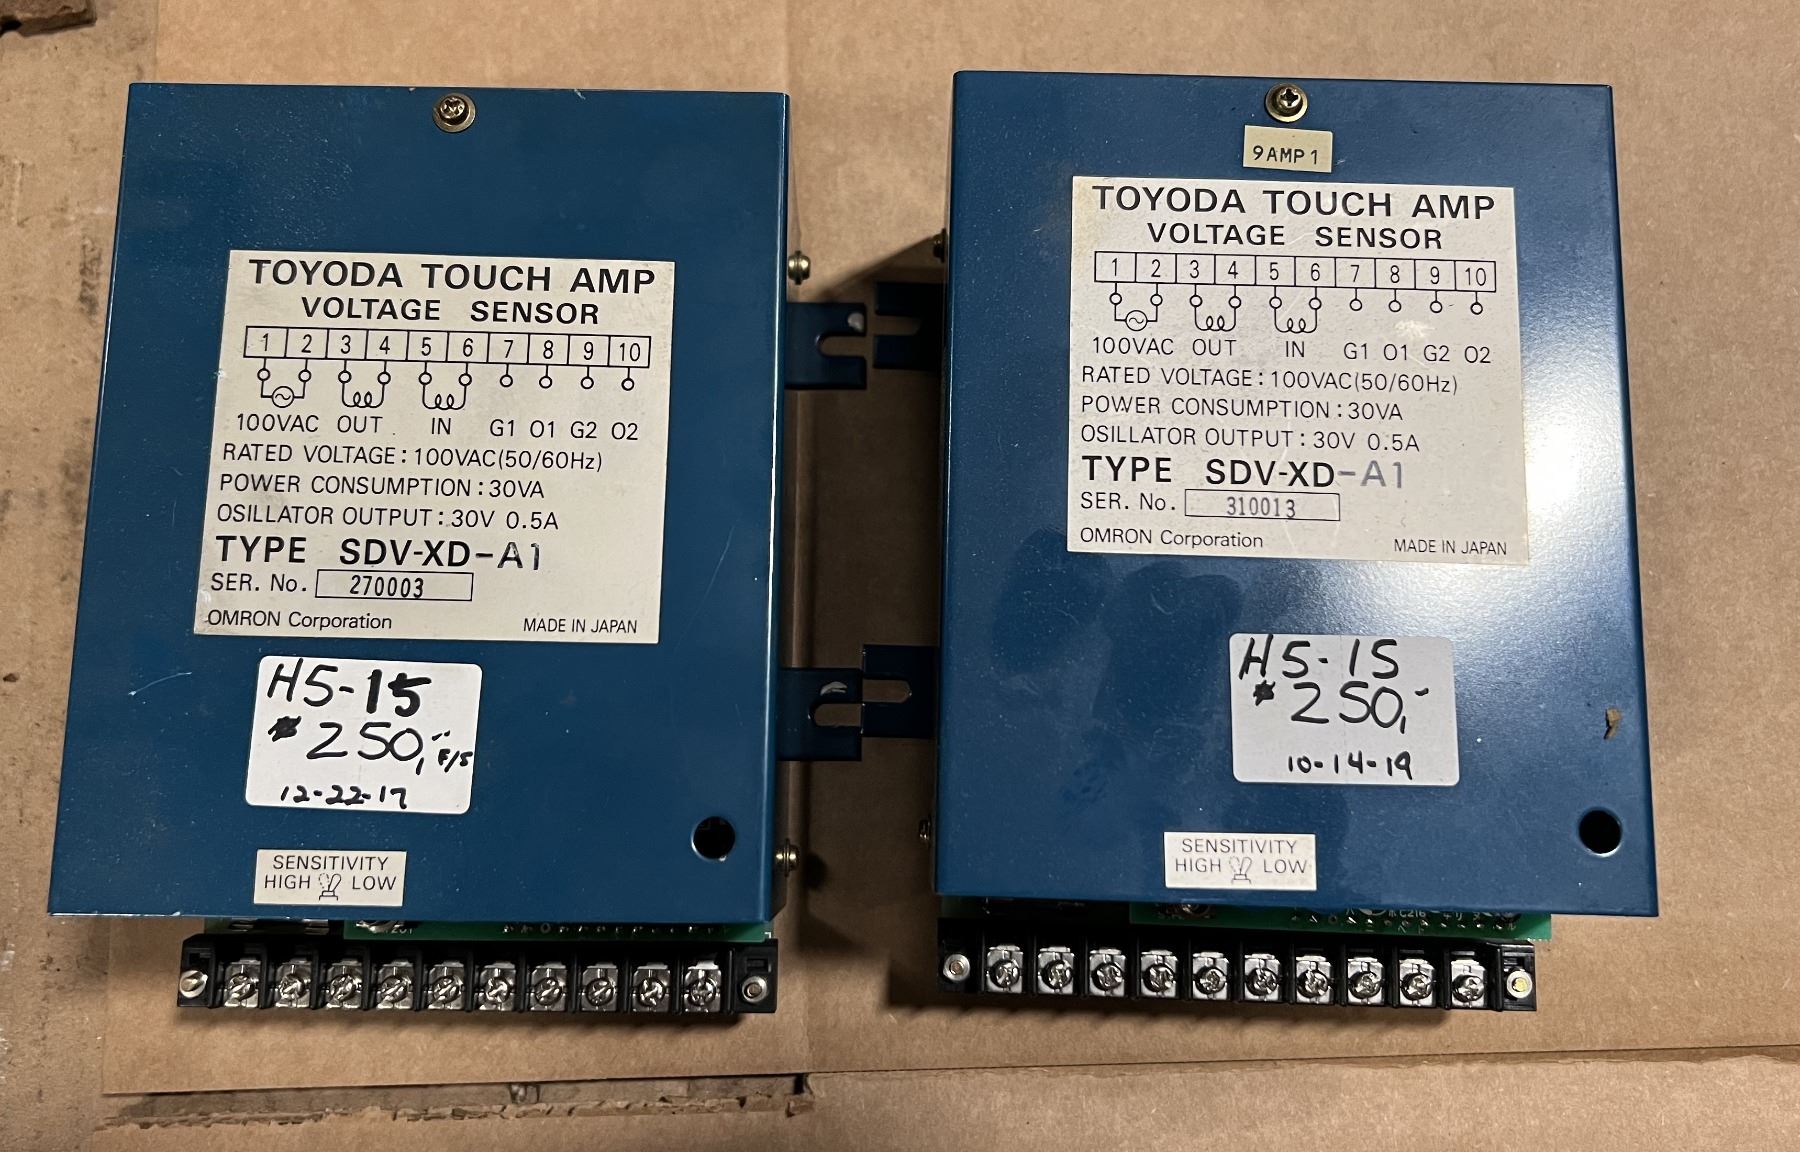 TOYODA TOUCH AMP
VOLTAGE SENSOR
1 2 3 4 5 6 7 8 9 10
100VAC OUT IN G1 O1 G2 O2
RATED VOLTAGE : 100VAC(50/60Hz)
POWER CONSUMPTION : 30VA
OSILLATOR OUTPUT : 30V 0.5A
TYPE SDV-XD-A1
SER. No. 270003
OMRON Corporation MADE IN JAPAN
H5-15
$250,- F/S
12-22-17
SENSITIVITY
HIGH LOW
9AMP1
TOYODA TOUCH AMP
VOLTAGE SENSOR
1 2 3 4 5 6 7 8 9 10
100VAC OUT IN G1 O1 G2 O2
RATED VOLTAGE : 100VAC(50/60Hz)
POWER CONSUMPTION : 30VA
OSILLATOR OUTPUT : 30V 0.5A
TYPE SDV-XD-A1
SER. No. 310013
OMRON Corporation MADE IN JAPAN
H5-15
$250,-
10-14-19
SENSITIVITY
HIGH LOW
C216